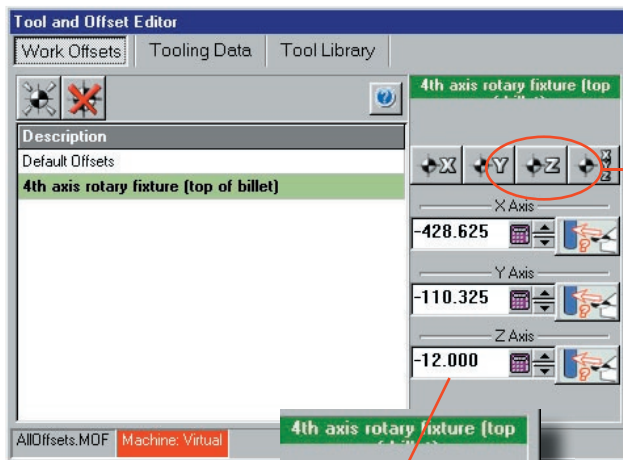 Tool and Offset Editor
Work Offsets Tooling Data Tool Library
4th axis rotary fixture (top
Description
Default Offsets
4th axis rotary fixture (top of billet)
X Y Z X Y Z
X Axis
-428.625
Y Axis
-110.325
Z Axis
-12.000
4th axis rotary fixture (top
AllOffsets.MOF Machine: Virtual